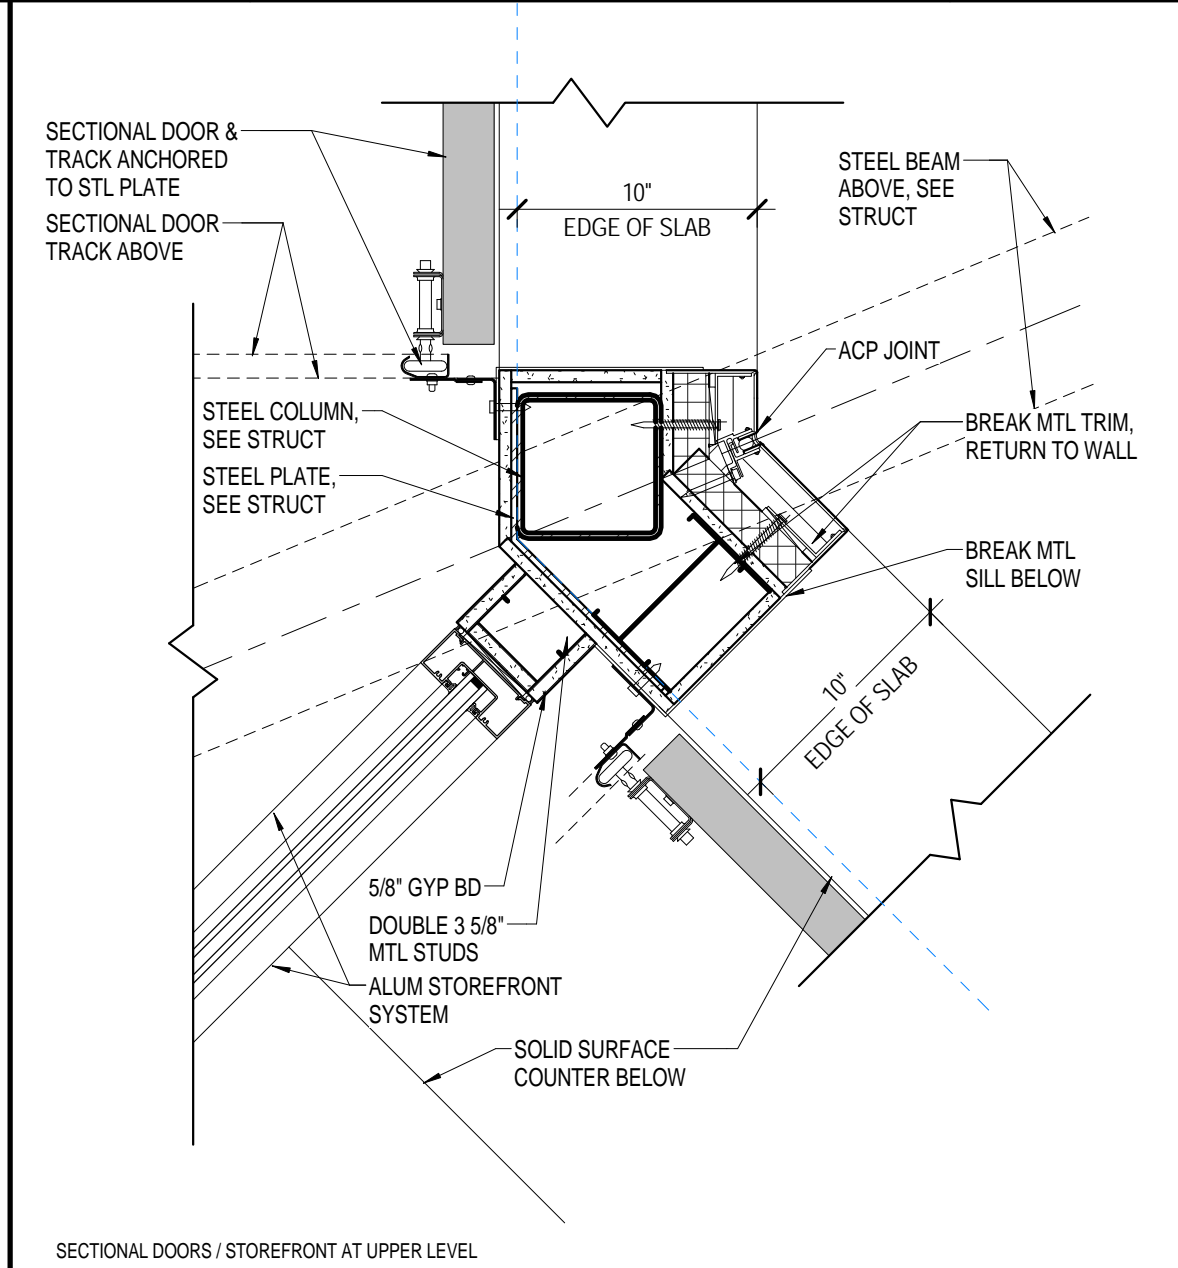 SECTIONAL DOOR &
TRACK ANCHORED
TO STL PLATE
SECTIONAL DOOR
TRACK ABOVE
10"
EDGE OF SLAB
STEEL BEAM
ABOVE, SEE
STRUCT
ACP JOINT
STEEL COLUMN,
SEE STRUCT
STEEL PLATE,
SEE STRUCT
BREAK MTL TRIM,
RETURN TO WALL
BREAK MTL
SILL BELOW
10"
EDGE OF SLAB
5/8" GYP BD
DOUBLE 3 5/8"
MTL STUDS
ALUM STOREFRONT
SYSTEM
SOLID SURFACE
COUNTER BELOW
SECTIONAL DOORS / STOREFRONT AT UPPER LEVEL